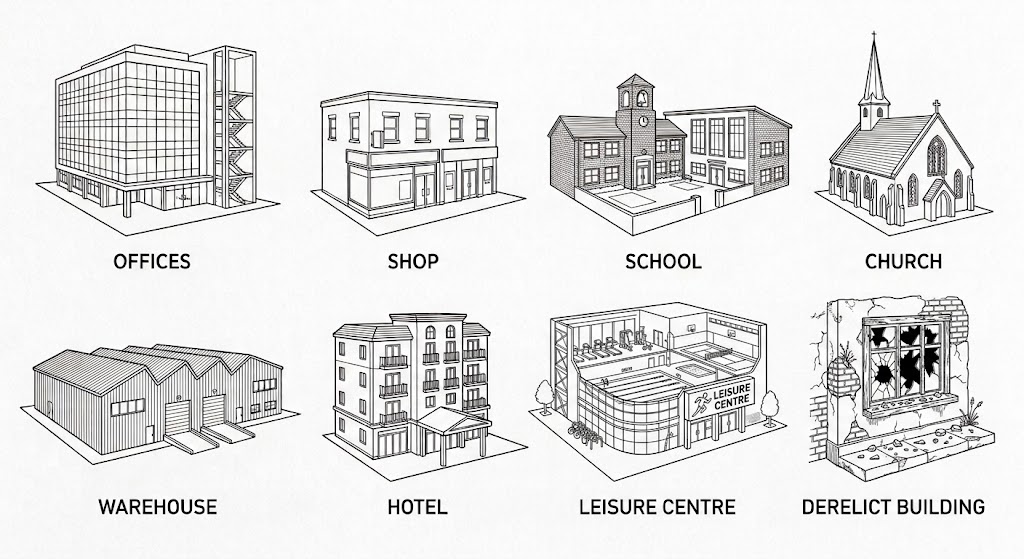 OFFICES
SHOP
SCHOOL
CHURCH
LEISURE
CENTRE
WAREHOUSE
HOTEL
LEISURE CENTRE
DERELICT BUILDING